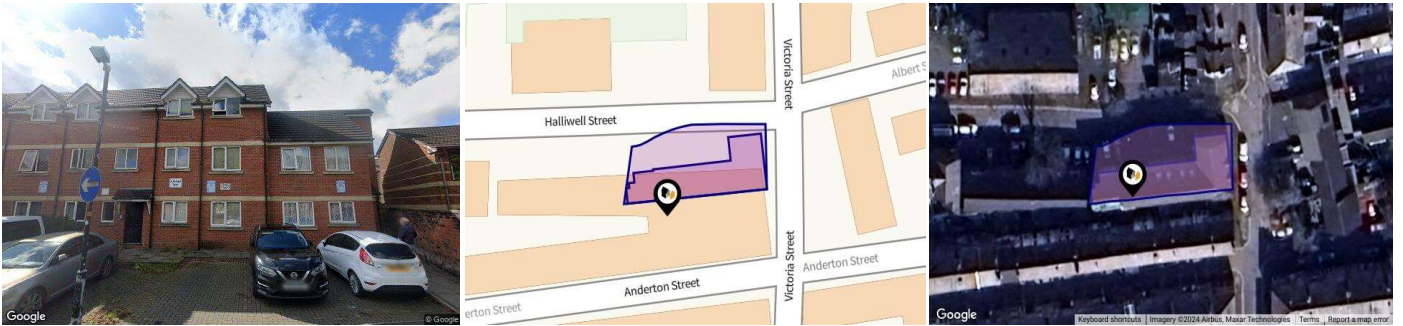 Google
© Google
Victoria Street
Albert S
Halliwell Street
Victoria Street
Anderton Street
Anderton Street
erton Street
Google
Keyboard shortcuts
Imagery ©2024 Airbus, Maxar Technologies
Terms
Report a map error